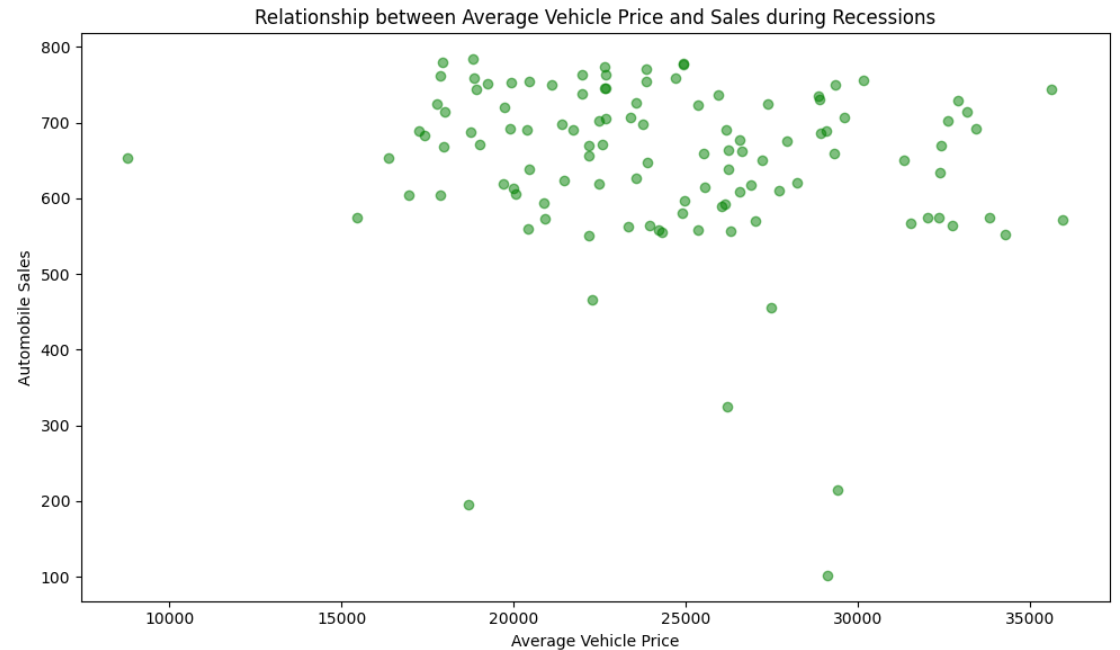 Relationship between Average Vehicle Price and Sales during Recessions
800
700
600
500
400
300
200
100
Automobile Sales
10000 15000 20000 25000 30000 35000
Average Vehicle Price